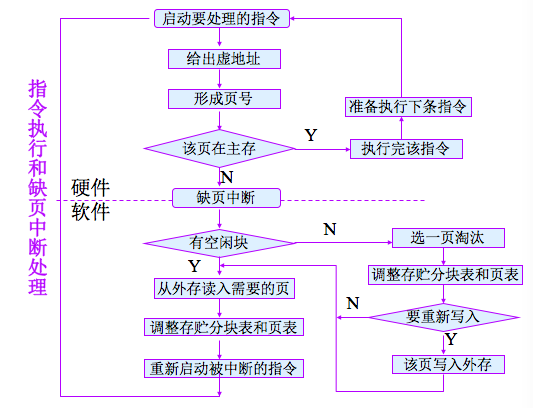 指令执行和缺页中断处理
启动要处理的指令
给出虚地址
形成页号
准备执行下条指令
该页在主存
Y
执行完该指令
N
硬件
缺页中断
软件
有空闲块
N
选一页淘汰
Y
从外存读入需要的页
调整存贮分块表和页表
调整存贮分块表和页表
N
要重新写入
Y
重新启动被中断的指令
该页写入外存